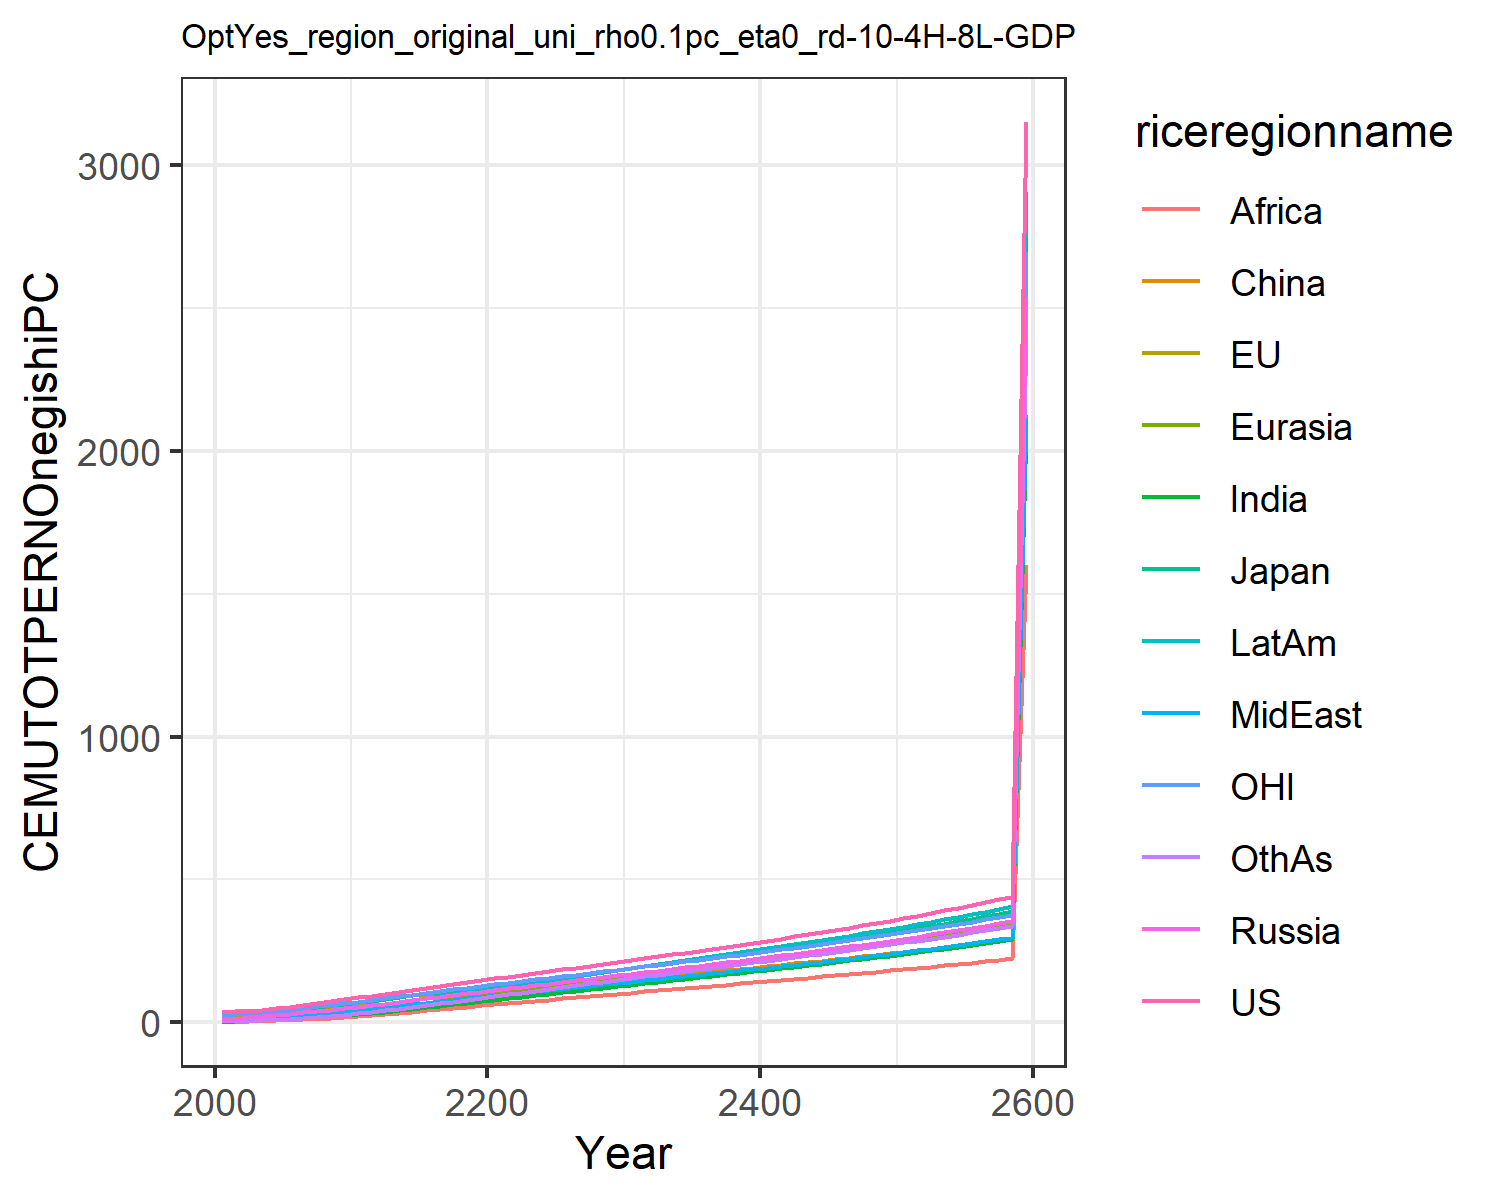 OptYes_region_original_uni_rho0.1pc_eta0_rd-10-4H-8L-GDP
CEMUTOTPERNOnegishiPC
3000
2000
1000
0
2000
2200
2400
2600
Year
riceregionname
Africa
China
EU
Eurasia
India
Japan
LatAm
MidEast
OHI
OthAs
Russia
US